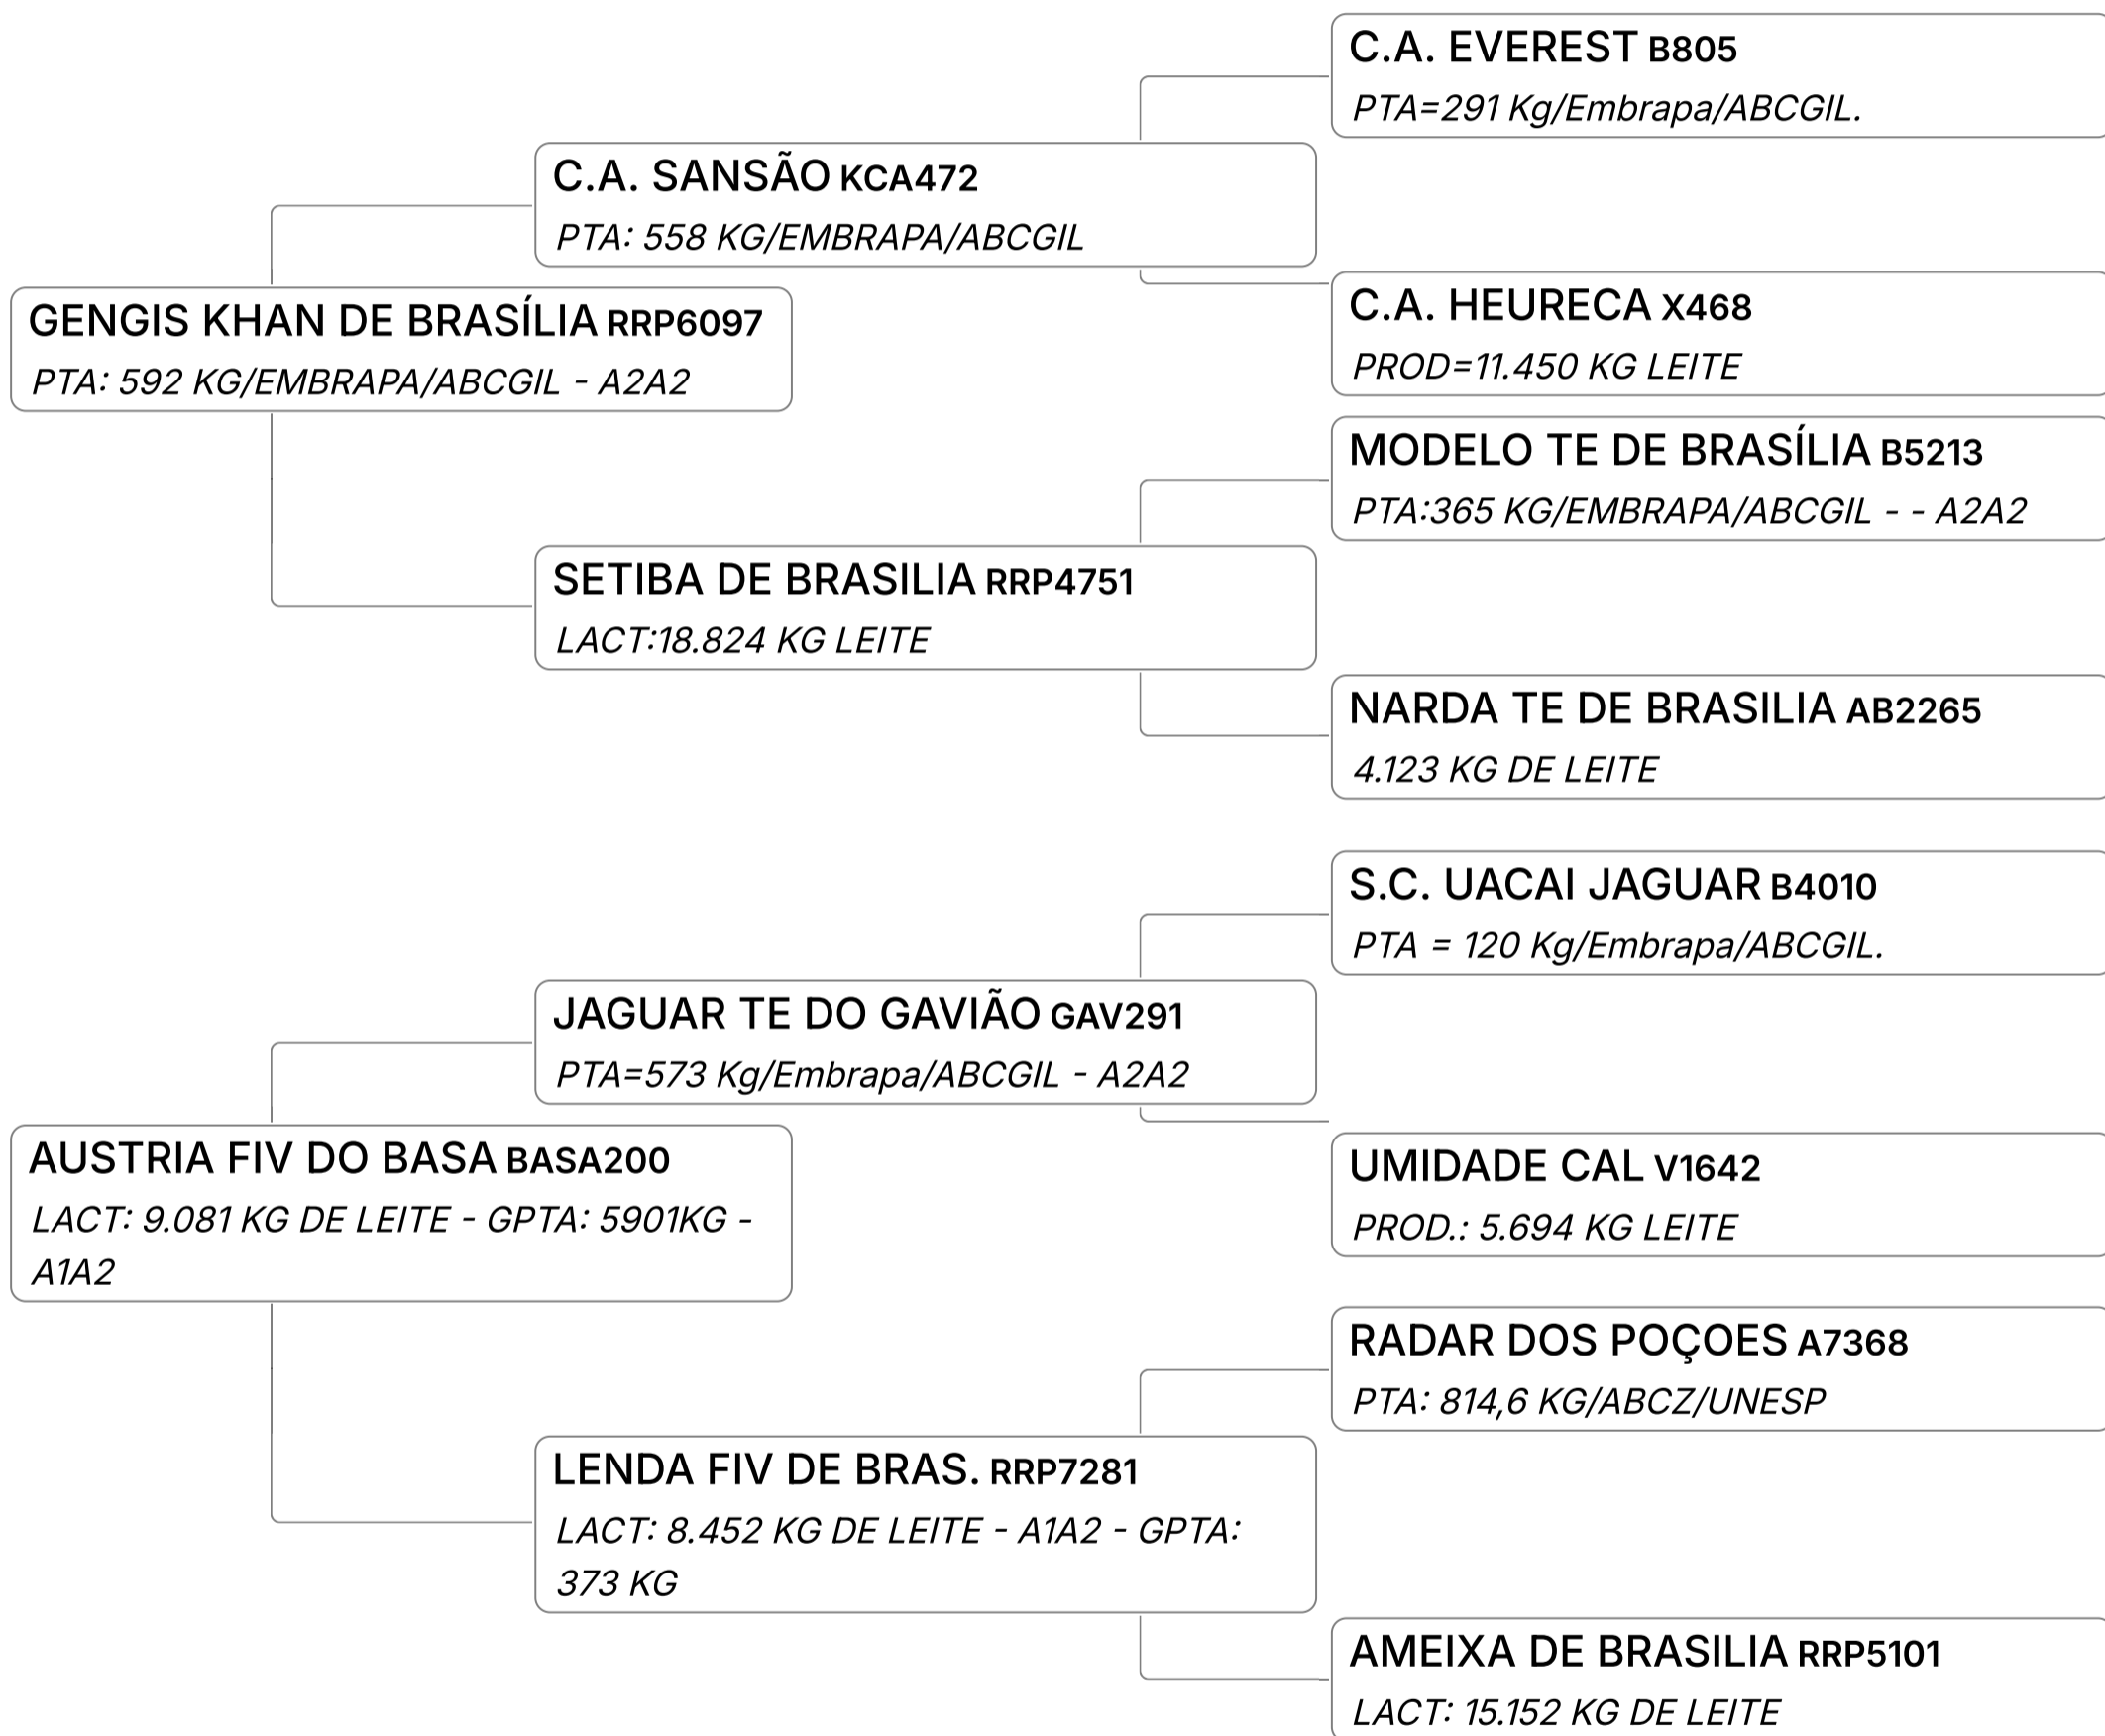 C.A. EVEREST B805
PTA=291 Kg/Embrapa/ABCGIL.
C.A. SANSÃO KCA472
PTA: 558 KG/EMBRAPA/ABCGIL
C.A. HEURECA X468
PROD=11.450 KG LEITE
GENGIS KHAN DE BRASÍLIA RRP6097
PTA: 592 KG/EMBRAPA/ABCGIL - A2A2
MODELO TE DE BRASÍLIA B5213
PTA:365 KG/EMBRAPA/ABCGIL - - A2A2
SETIBA DE BRASILIA RRP4751
LACT:18.824 KG LEITE
NARDA TE DE BRASILIA AB2265
4.123 KG DE LEITE
S.C. UACAI JAGUAR B4010
PTA = 120 Kg/Embrapa/ABCGIL.
JAGUAR TE DO GAVIÃO GAV291
PTA=573 Kg/Embrapa/ABCGIL - A2A2
UMIDADE CAL V1642
PROD.: 5.694 KG LEITE
AUSTRIA FIV DO BASA BASA200
LACT: 9.081 KG DE LEITE - GPTA: 5901KG -
A1A2
RADAR DOS POÇOES A7368
PTA: 814,6 KG/ABCZ/UNESP
LENDA FIV DE BRAS. RRP7281
LACT: 8.452 KG DE LEITE - A1A2 - GPTA:
373 KG
AMEIXA DE BRASILIA RRP5101
LACT: 15.152 KG DE LEITE